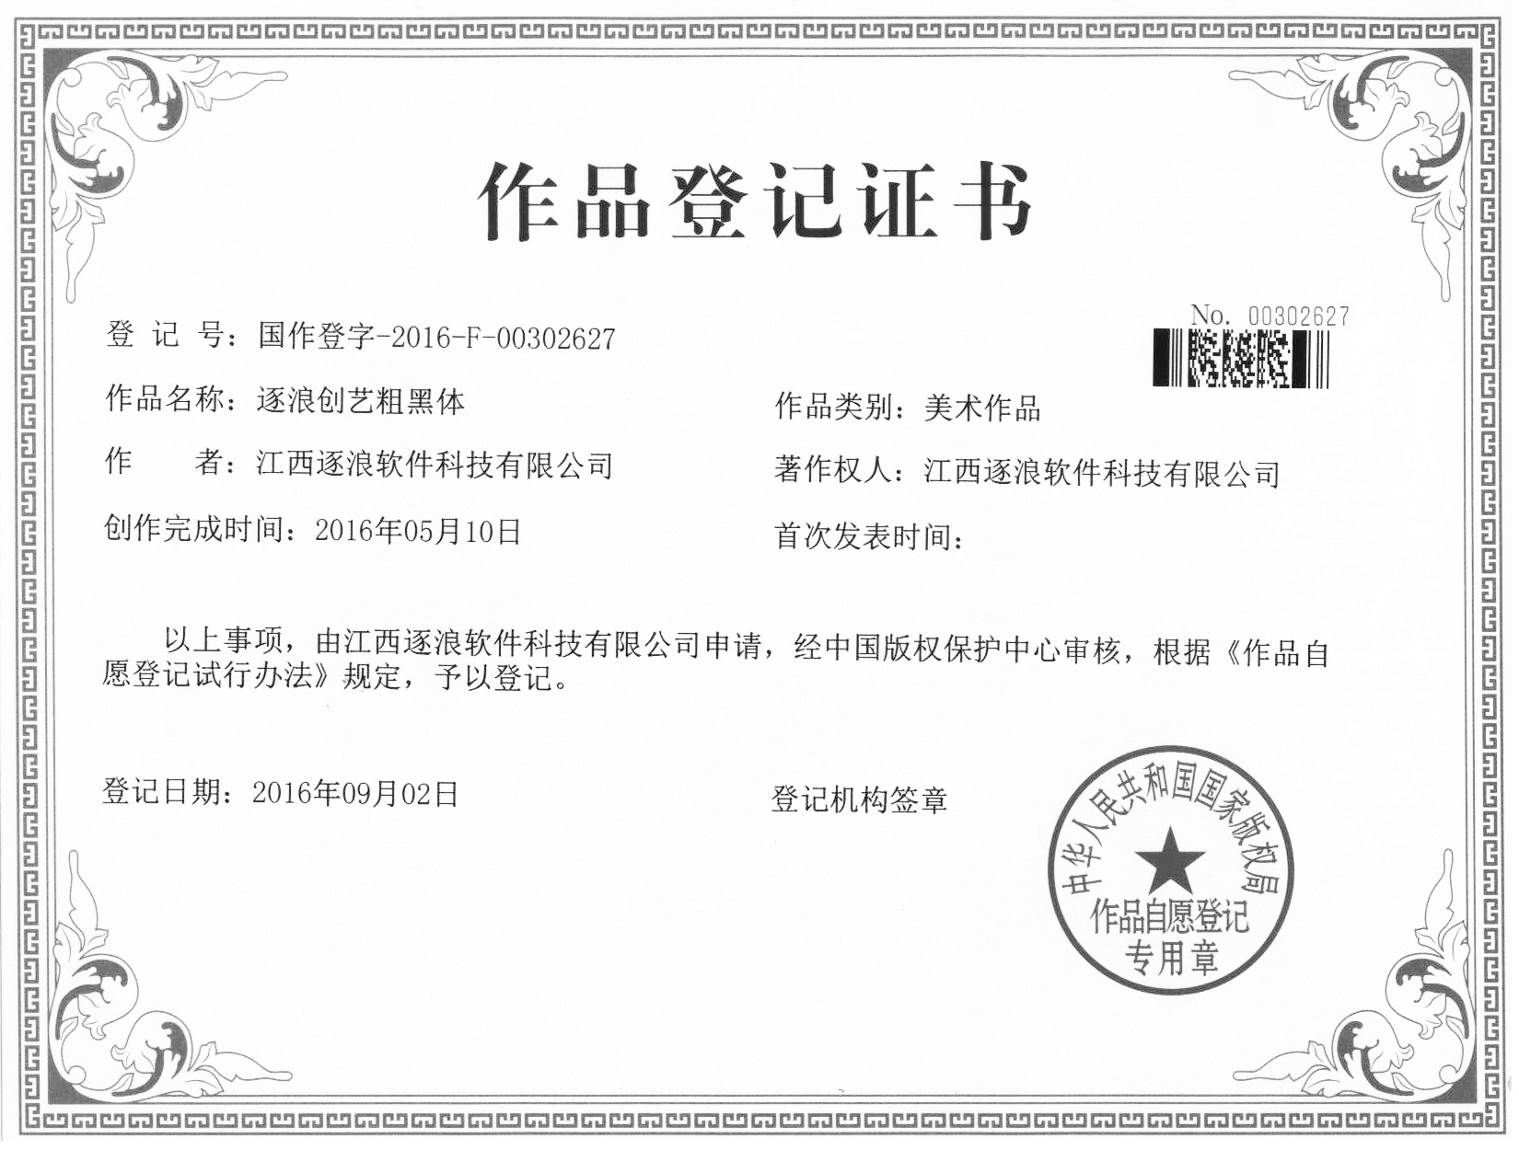 作品登记证书
No. 00302627
登 记 号：国作登字-2016-F-00302627
作品名称：逐浪创艺粗黑体
作品类别：美术作品
作 者：江西逐浪软件科技有限公司
著作权人：江西逐浪软件科技有限公司
创作完成时间：2016年05月10日
首次发表时间：
以上事项，由江西逐浪软件科技有限公司申请，经中国版权保护中心审核，根据《作品自
愿登记试行办法》规定，予以登记。
登记日期：2016年09月02日
登记机构签章
中华人民共和国国家版权局
作品自愿登记
专用章